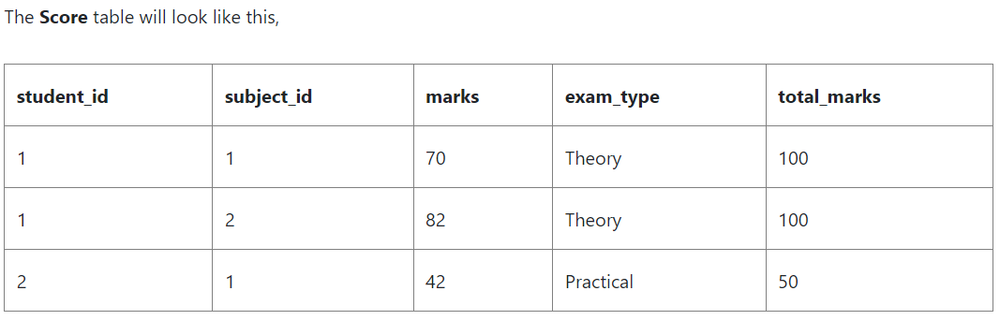 The Score table will look like this,
student_id subject_id marks exam_type total_marks
1 1 70 Theory 100
1 2 82 Theory 100
2 1 42 Practical 50